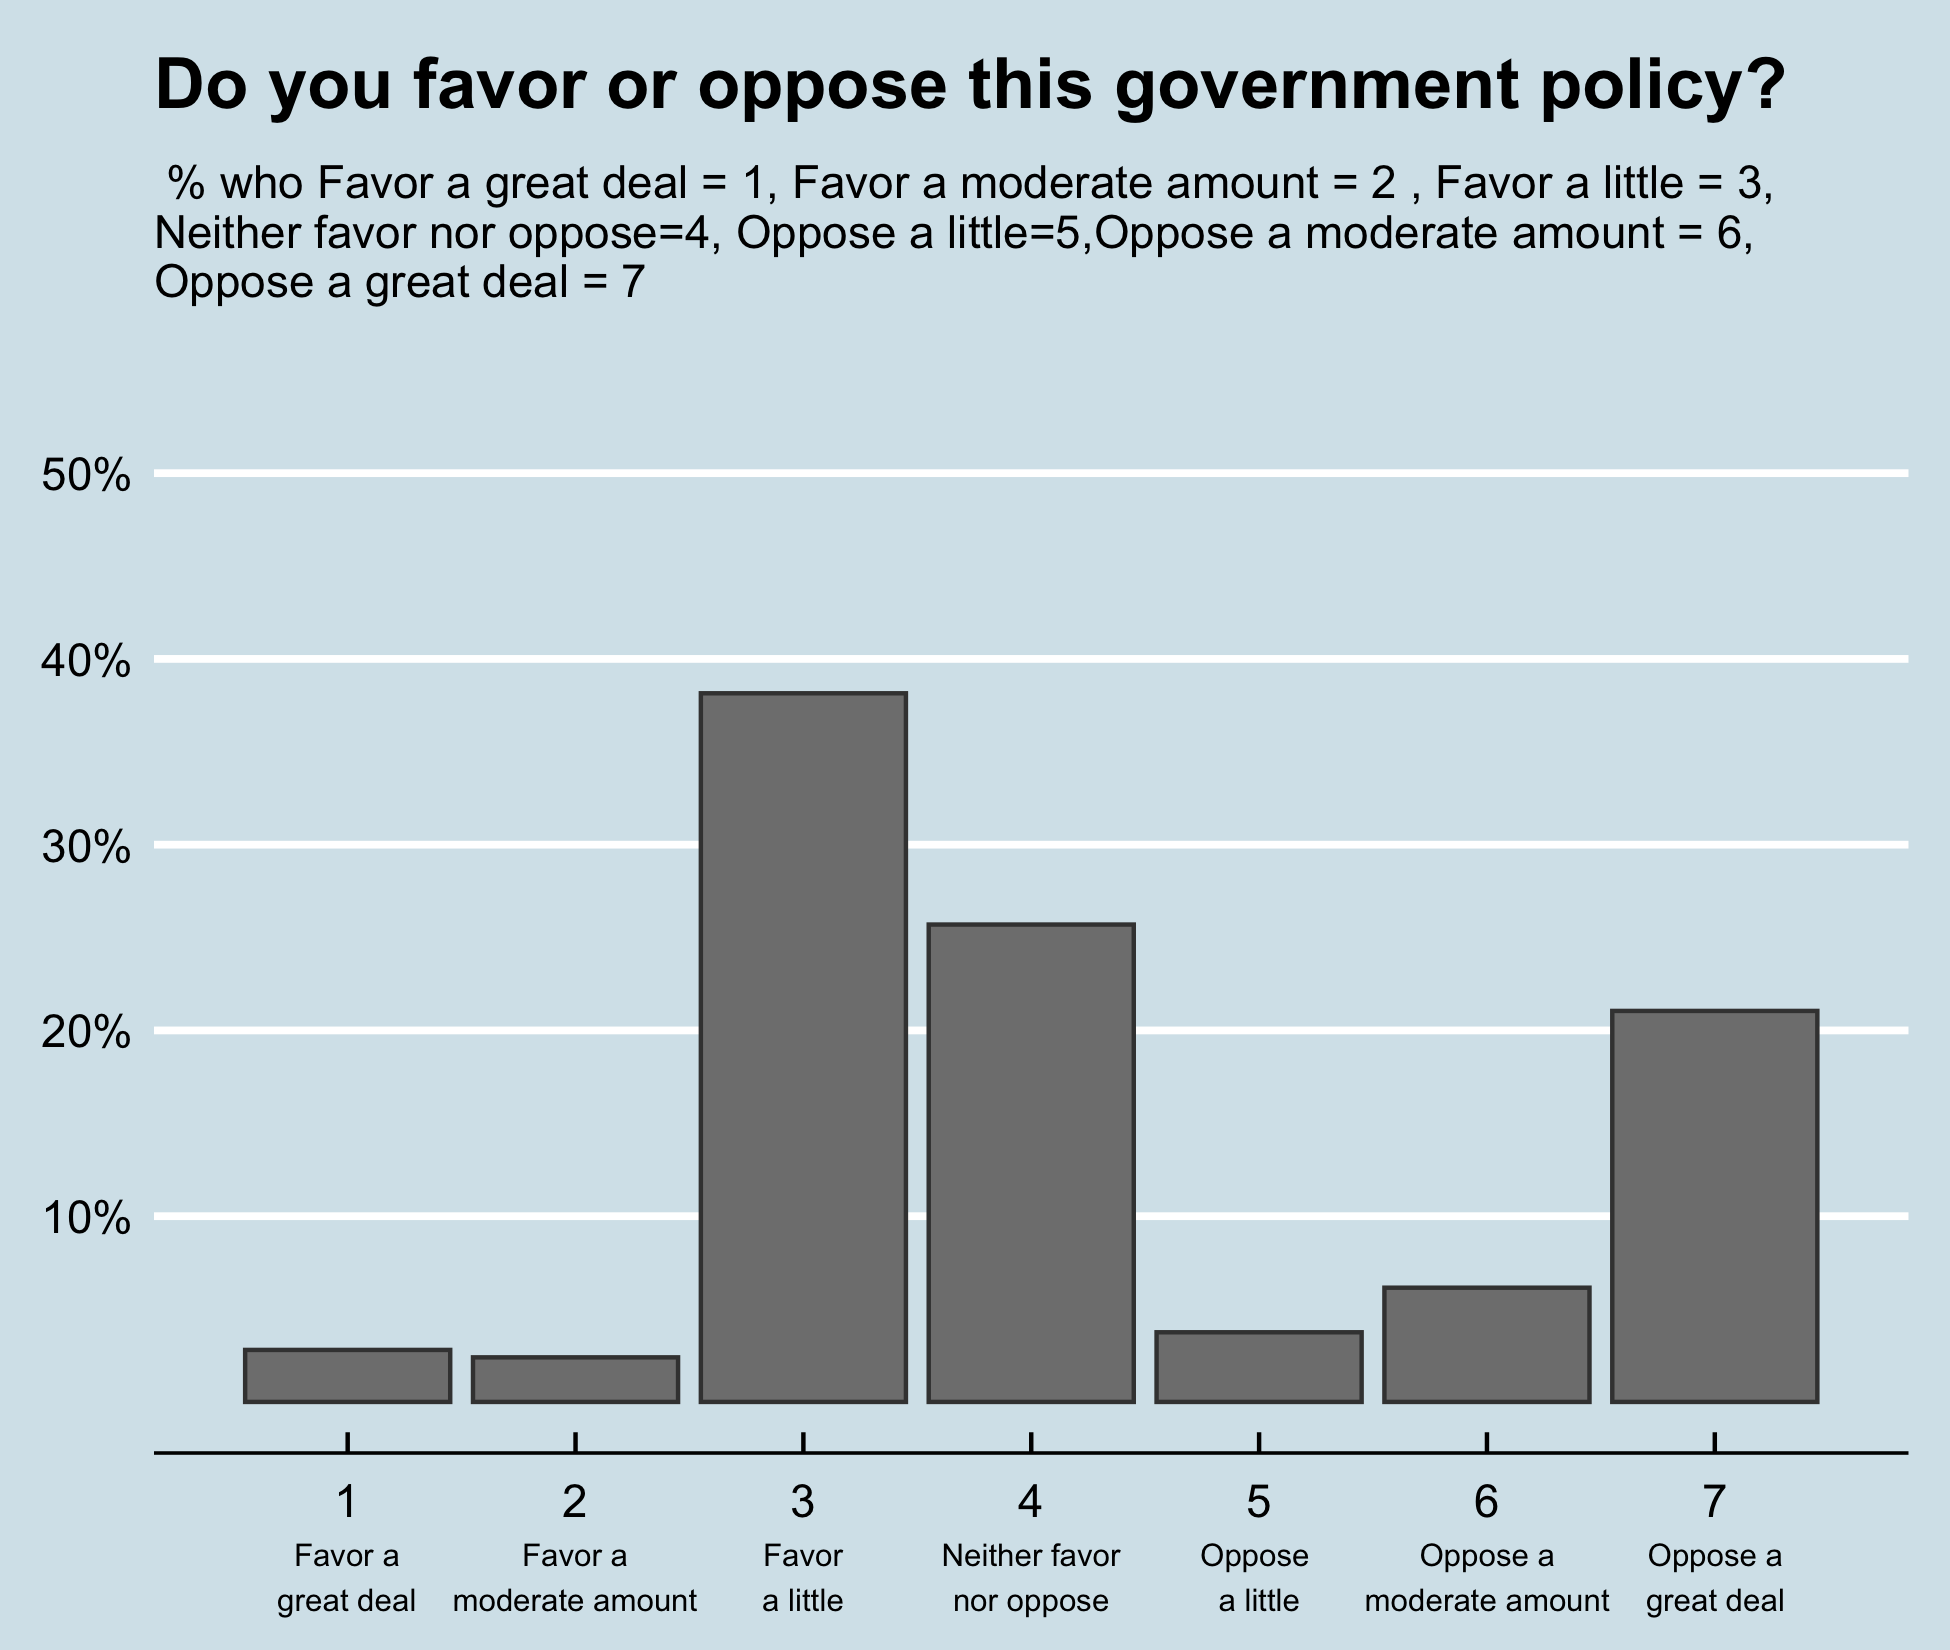 Do you favor or oppose this government policy?
% who Favor a great deal = 1, Favor a moderate amount = 2 , Favor a little = 3,
Neither favor nor oppose=4, Oppose a little=5,Oppose a moderate amount = 6,
Oppose a great deal = 7
50%
40%
30%
20%
10%
1 2 3 4 5 6 7
Favor a Favor a Favor Neither favor Oppose Oppose a Oppose a
great deal moderate amount a little nor oppose a little moderate amount great deal